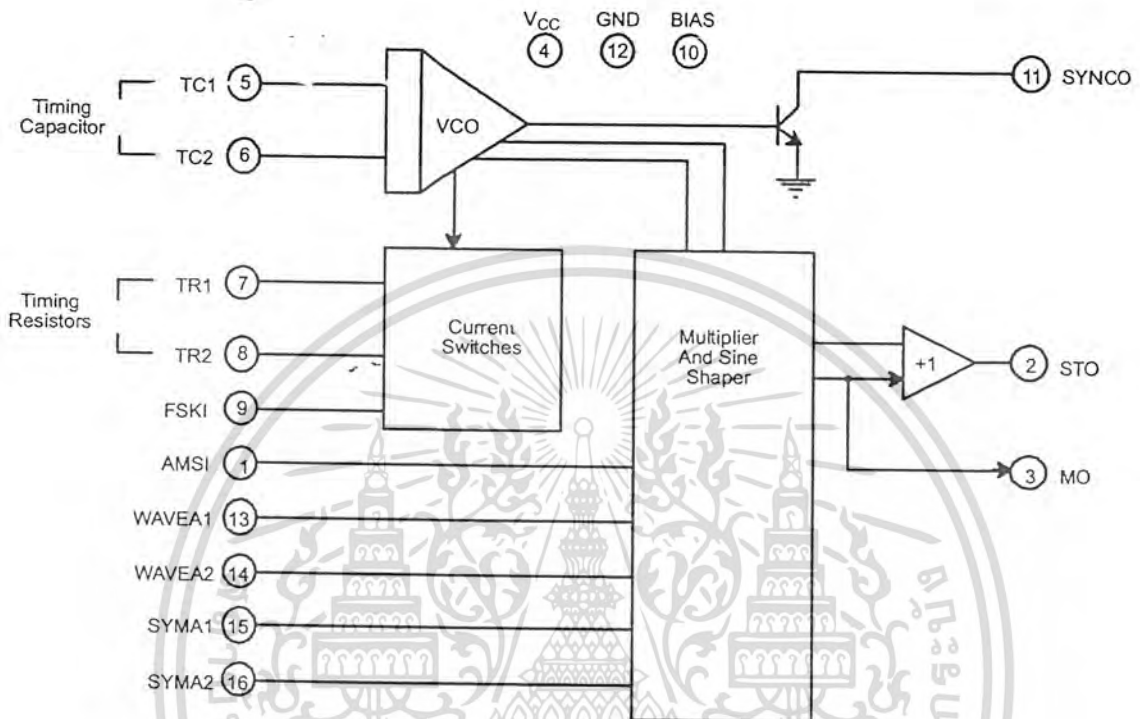 VCC GND BIAS
4 12 10
TC1 5
11 SYNCO
Timing
Capacitor
VCO
TC2 6
TR1 7
Timing
Resistors
Current
Switches
Multiplier
And Sine
Shaper
+1
2 STO
TR2 8
FSKI 9
AMSI 1
3 MO
WAVEA1 13
WAVEA2 14
SYMA1 15
SYMA2 16